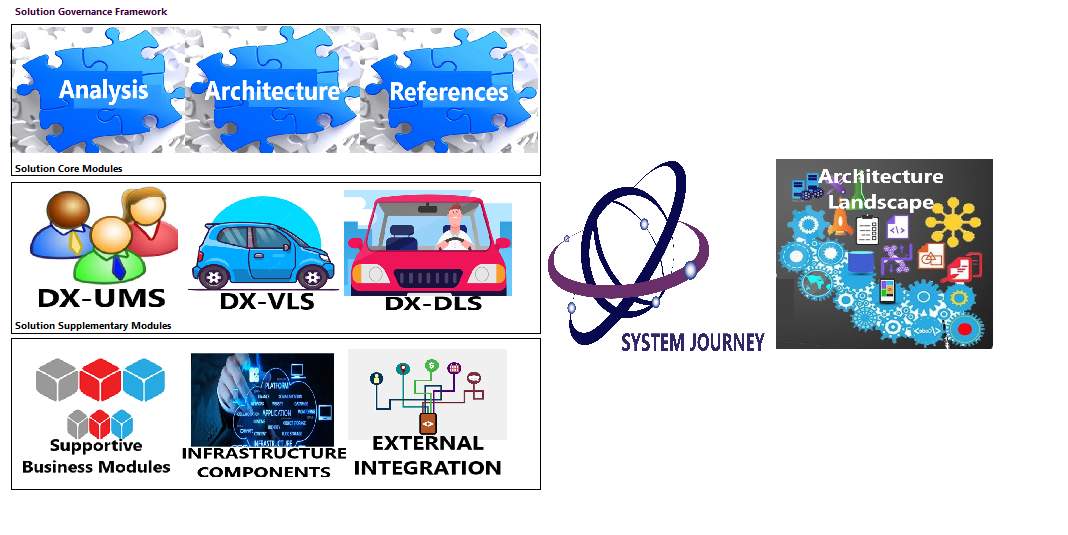 Solution Governance Framework
Analysis
Architecture
References
Solution Core Modules
DX-UMS
DX-VLS
DX-DLS
Solution Supplementary Modules
Supportive
Business Modules
PLATFORM
APPLICATION
INFRASTRUCTURE
INFRASTRUCTURE
COMPONENTS
EXTERNAL
INTEGRATION
SYSTEM JOURNEY
Architecture
Landscape